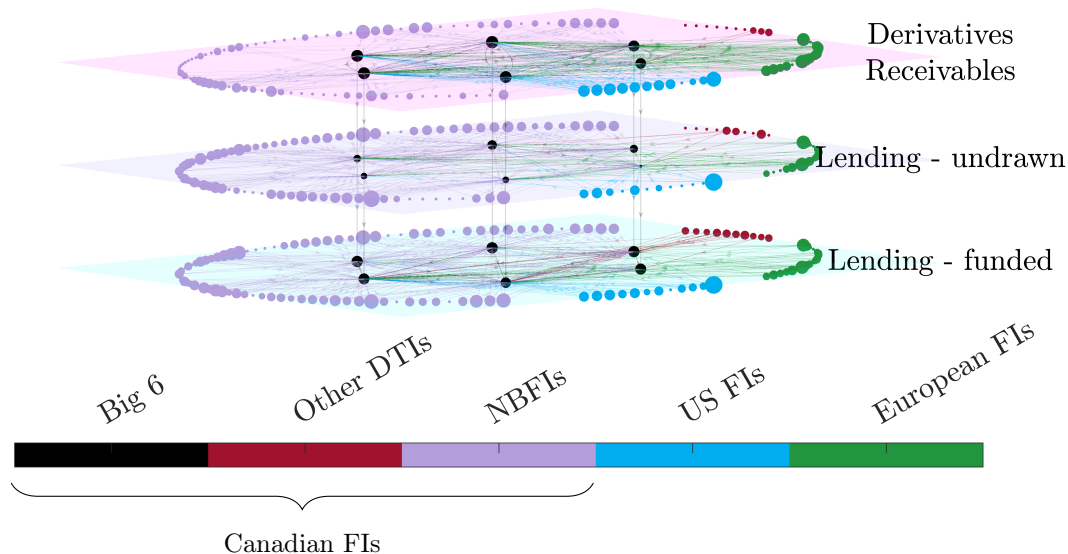 Derivatives
Receivables
Lending - undrawn
Lending - funded
Big 6
Other DTIs
NBFIs
US FIs
European FIs
Canadian FIs